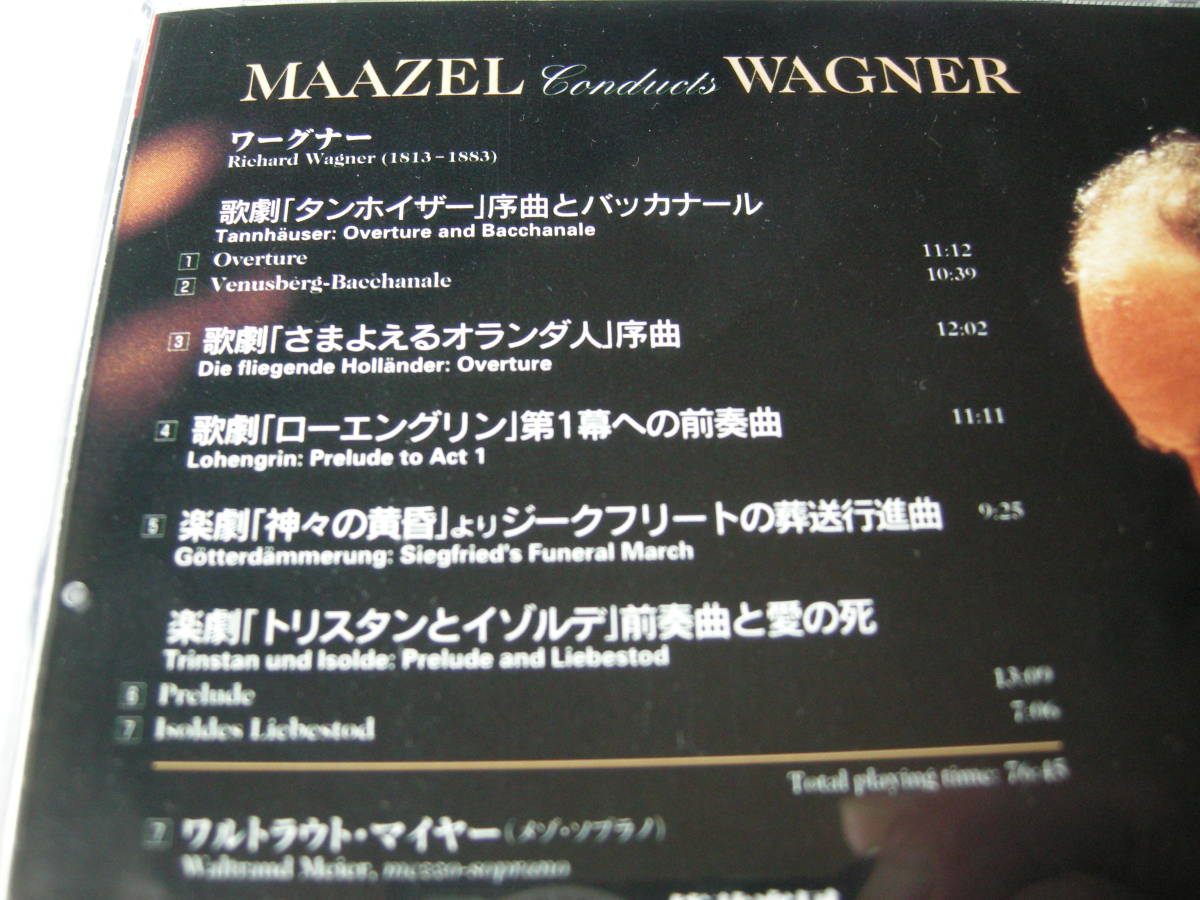 MAAZEL Conducts WAGNER
ワーグナー
Richard Wagner (1813–1883)
歌劇「タンホイザー」序曲とバッカナール
Tannhäuser: Overture and Bacchanale
1 Overture 11:12
2 Venusberg-Bacchanale 10:39
3 歌劇「さまよえるオランダ人」序曲 12:02
Die fliegende Holländer: Overture
4 歌劇「ローエングリン」第1幕への前奏曲 11:11
Lohengrin: Prelude to Act 1
5 楽劇「神々の黄昏」よりジークフリートの葬送行進曲 9:25
Götterdämmerung: Siegfried's Funeral March
楽劇「トリスタンとイゾルデ」前奏曲と愛の死
Trinstan und Isolde: Prelude and Liebestod
6 Prelude 13:09
7 Isoldes Liebestod 7:06
Total playing time: 76:45
7 ワルトラウト・マイヤー(メゾ・ソプラノ)
Waltraud Meier, mezzo-soprano